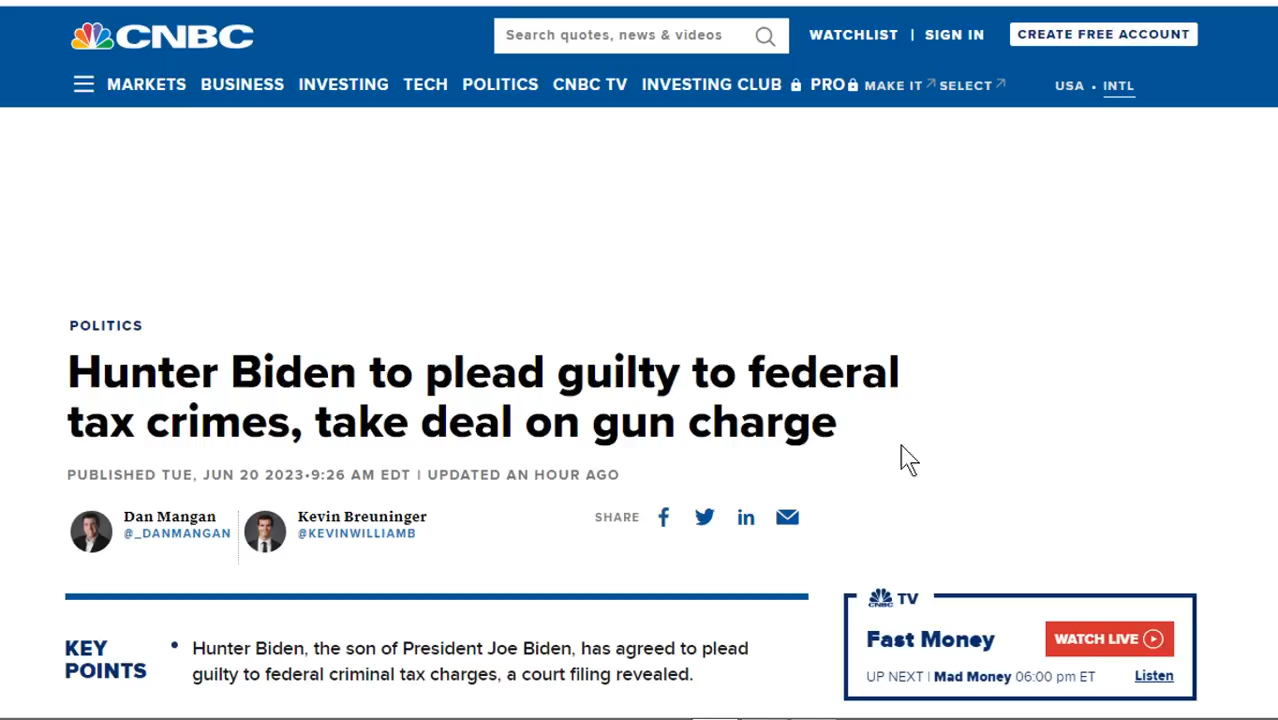 CNBC
Search quotes, news & videos
WATCHLIST | SIGN IN
CREATE FREE ACCOUNT
MARKETS BUSINESS INVESTING TECH POLITICS CNBC TV INVESTING CLUB PRO MAKE IT SELECT USA • INTL
POLITICS
Hunter Biden to plead guilty to federal
tax crimes, take deal on gun charge
PUBLISHED TUE, JUN 20 2023•9:26 AM EDT | UPDATED AN HOUR AGO
Dan Mangan
@_DANMANGAN
Kevin Breuninger
@KEVINWILLIAMB
SHARE
KEY
POINTS
• Hunter Biden, the son of President Joe Biden, has agreed to plead
guilty to federal criminal tax charges, a court filing revealed.
CNBC TV
Fast Money
WATCH LIVE
UP NEXT | Mad Money 06:00 pm ET
Listen